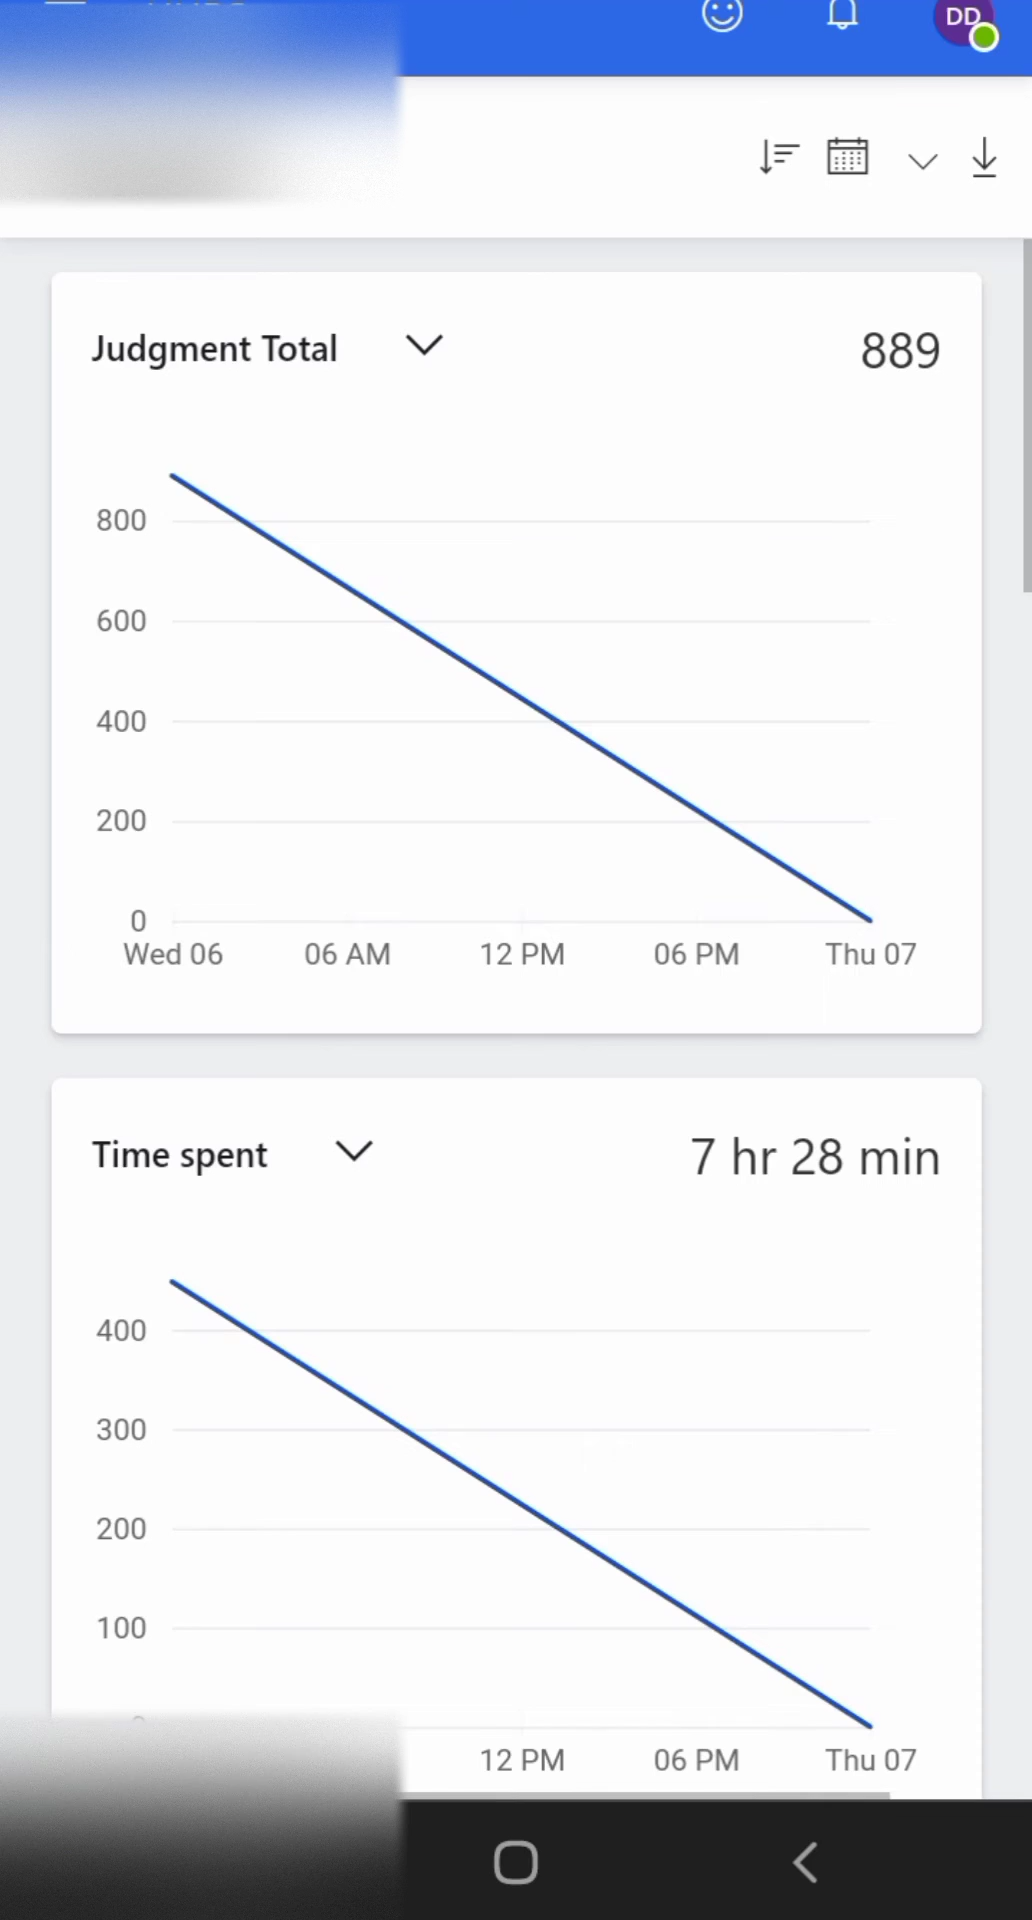 DD
Judgment Total
889
800
600
400
200
0
Wed 06 06 AM 12 PM 06 PM Thu 07
Time spent
7 hr 28 min
400
300
200
100
12 PM 06 PM Thu 07